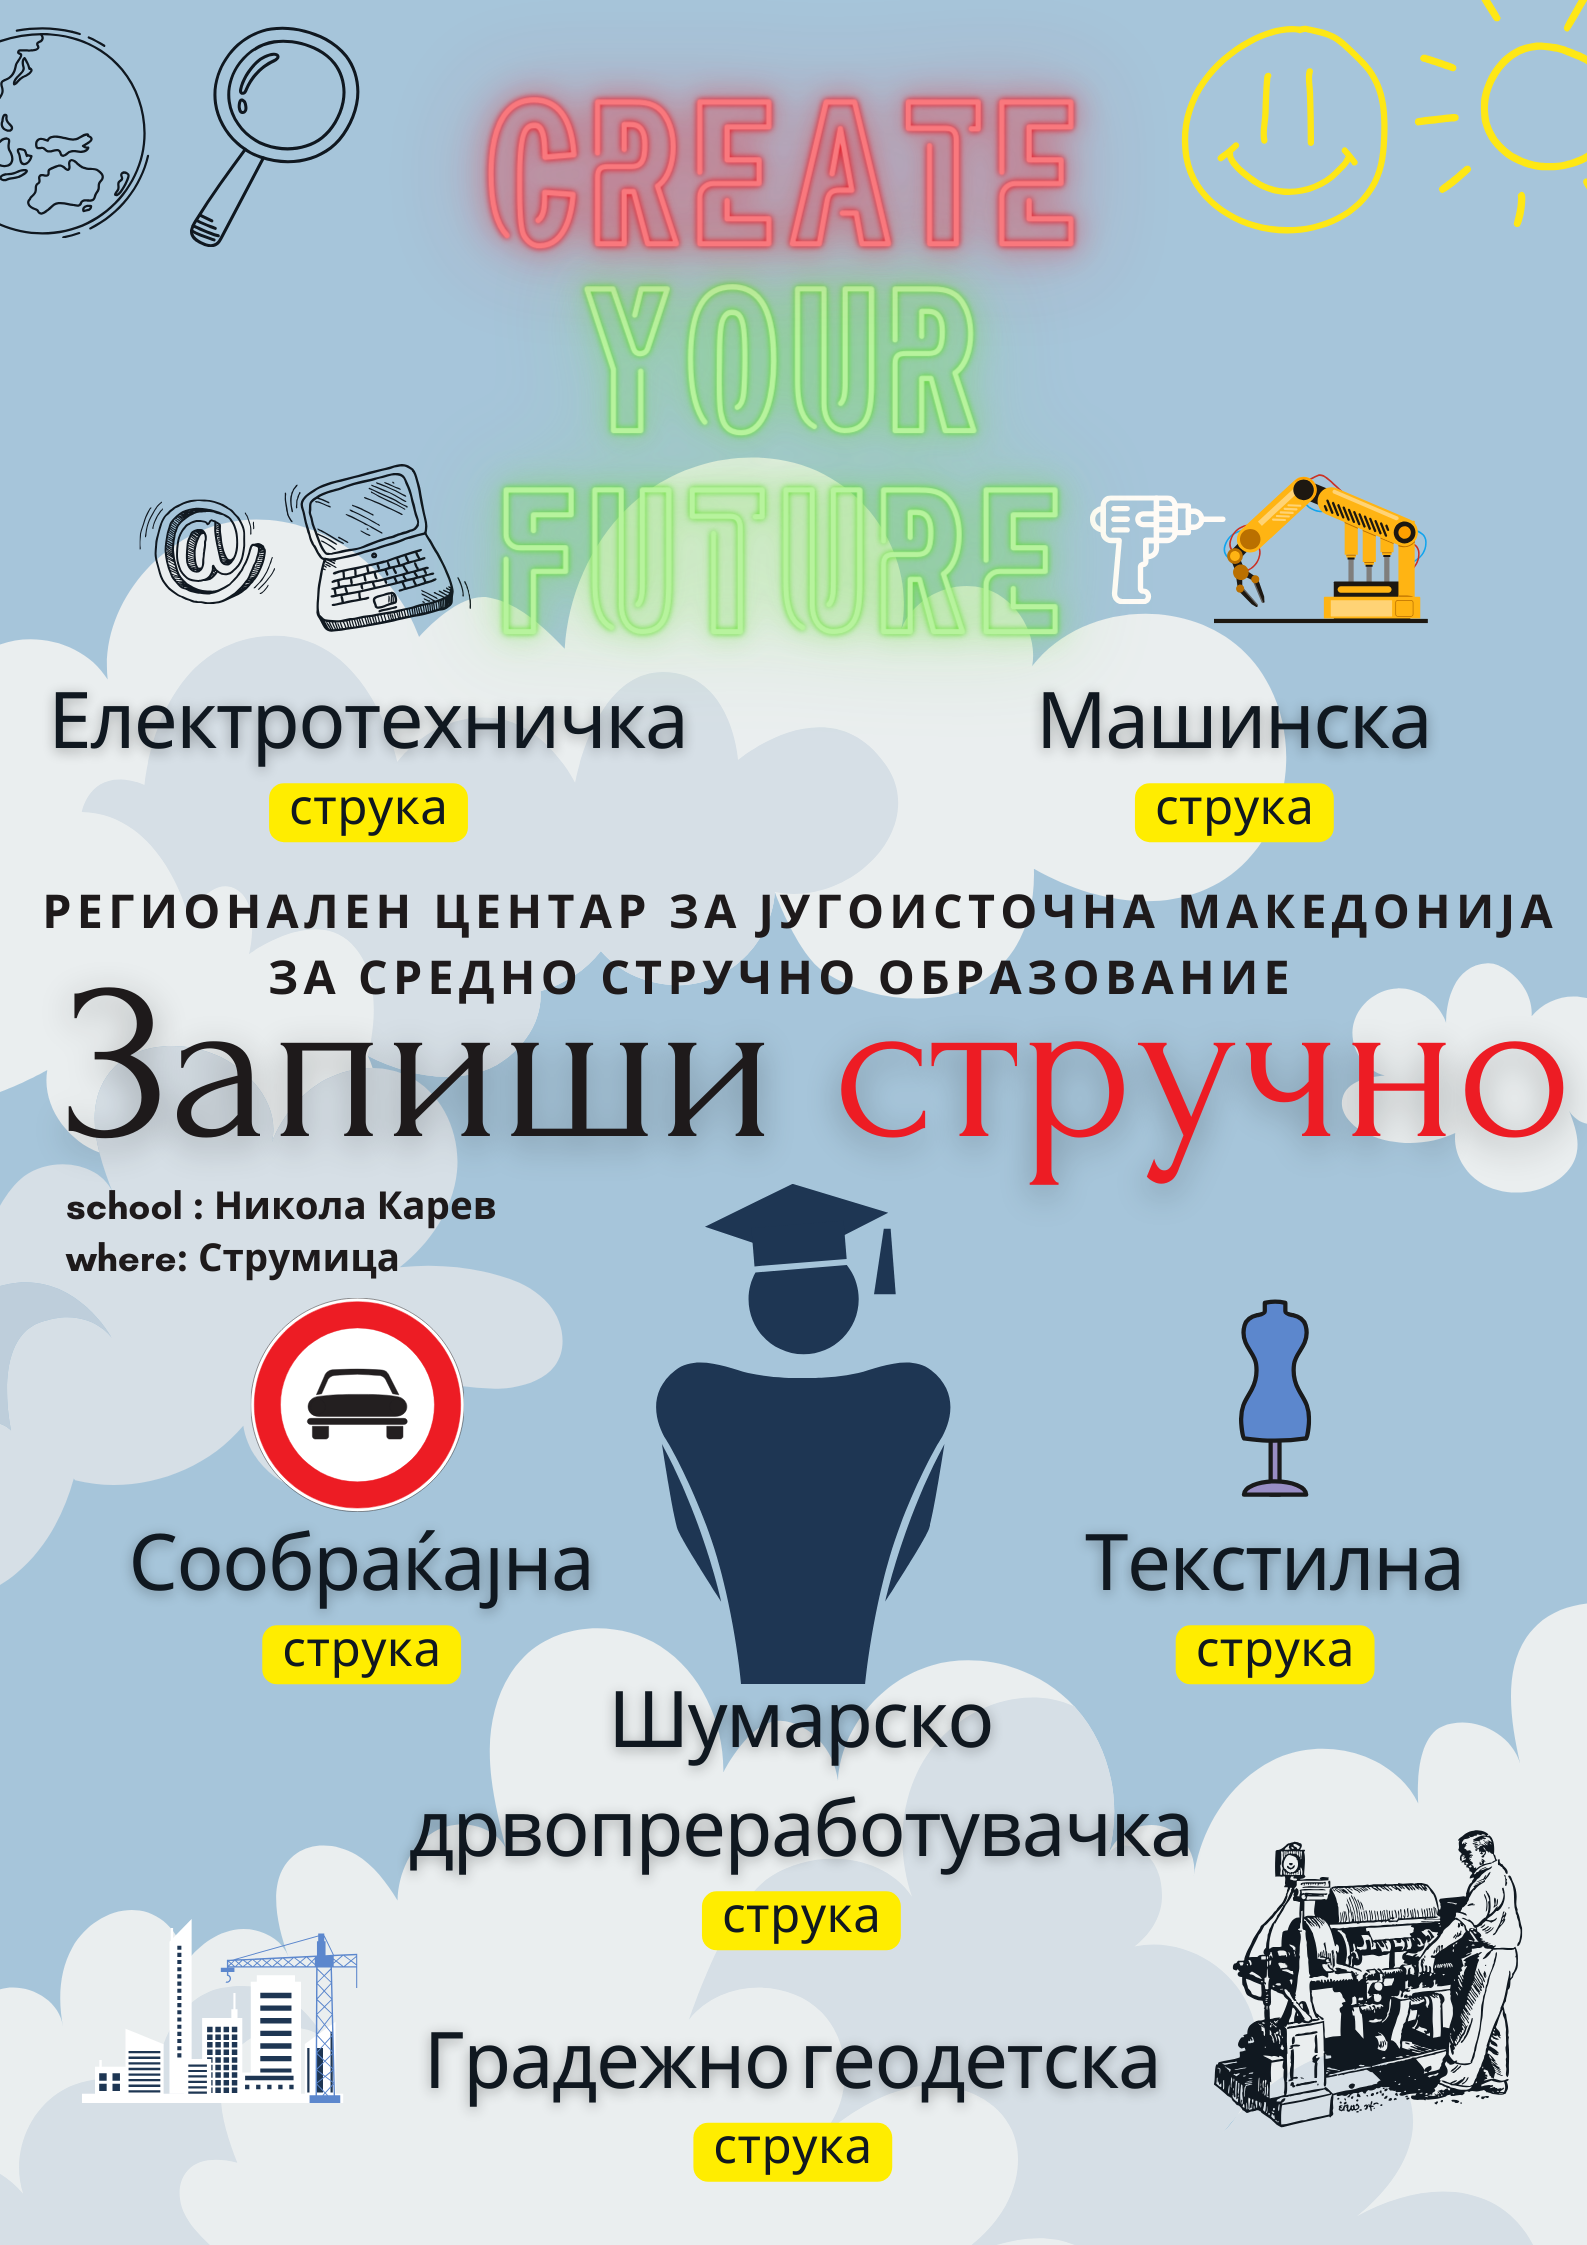 CREATE
YOUR
FUTURE
@
Електротехничка
струка
Машинска
струка
РЕГИОНАЛЕН ЦЕНТАР ЗА ЈУГОИСТОЧНА МАКЕДОНИЈА
ЗА СРЕДНО СТРУЧНО ОБРАЗОВАНИЕ
Запиши стручно
school : Никола Карев
where: Струмица
Сообраќајна
струка
Текстилна
струка
Шумарско
дрвопреработувачка
струка
Градежно геодетска
струка